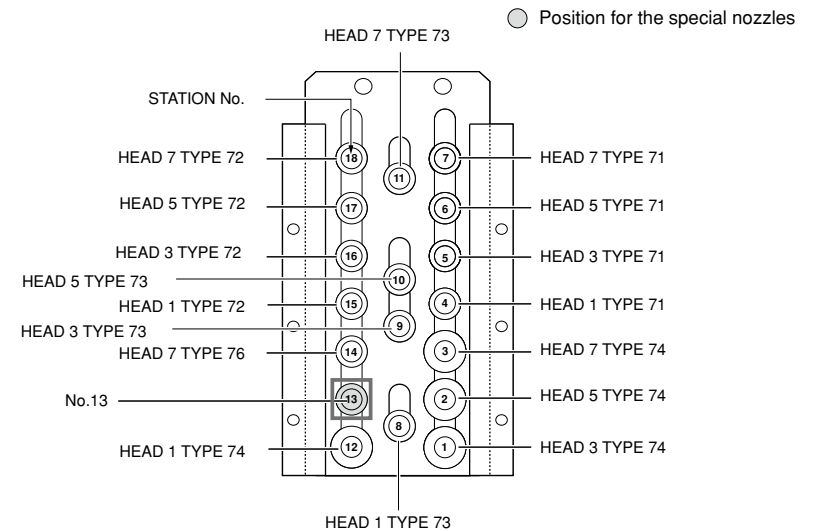 Position for the special nozzles
HEAD 7 TYPE 73
STATION No.
HEAD 7 TYPE 72
18
7
HEAD 7 TYPE 71
11
HEAD 5 TYPE 72
17
6
HEAD 5 TYPE 71
HEAD 3 TYPE 72
16
5
HEAD 3 TYPE 71
HEAD 5 TYPE 73
10
HEAD 1 TYPE 72
15
4
HEAD 1 TYPE 71
HEAD 3 TYPE 73
9
HEAD 7 TYPE 76
14
3
HEAD 7 TYPE 74
No.13
13
2
HEAD 5 TYPE 74
8
HEAD 1 TYPE 74
12
1
HEAD 3 TYPE 74
HEAD 1 TYPE 73